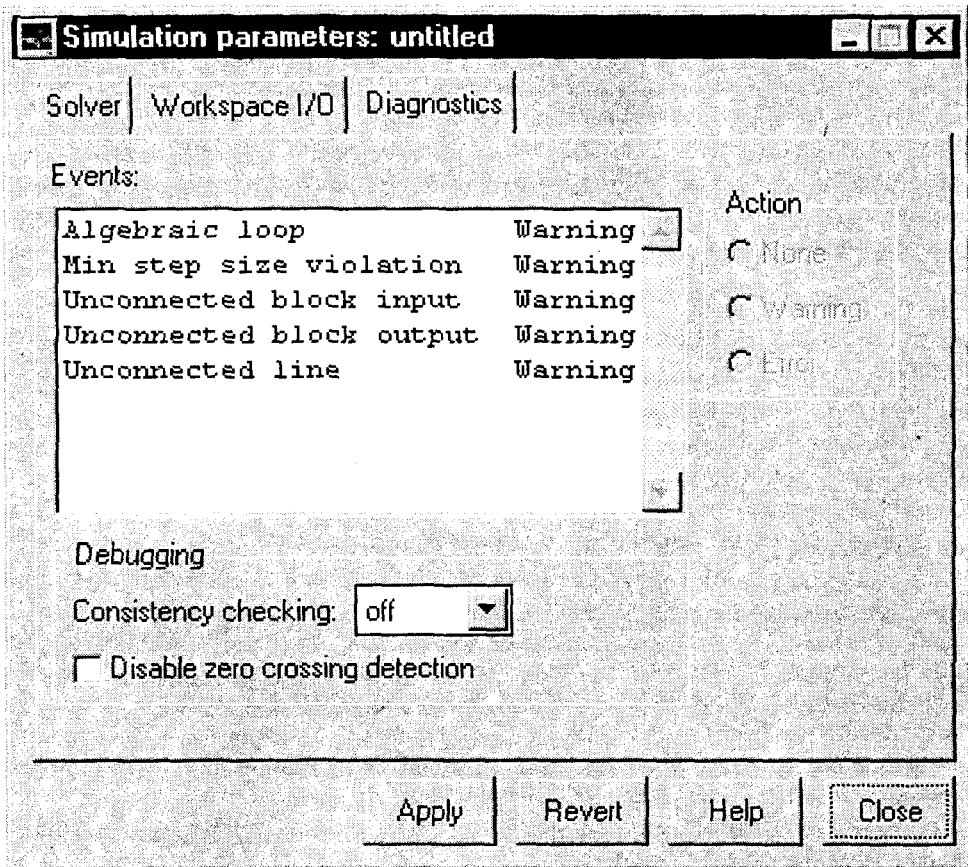 Simulation parameters: untitled
Solver Workspace I/O Diagnostics
Events:
Algebraic loop Warning
Min step size violation Warning
Unconnected block input Warning
Unconnected block output Warning
Unconnected line Warning
Action
None
Warning
Error
Debugging
Consistency checking: off
Disable zero crossing detection
Apply Revert Help Close